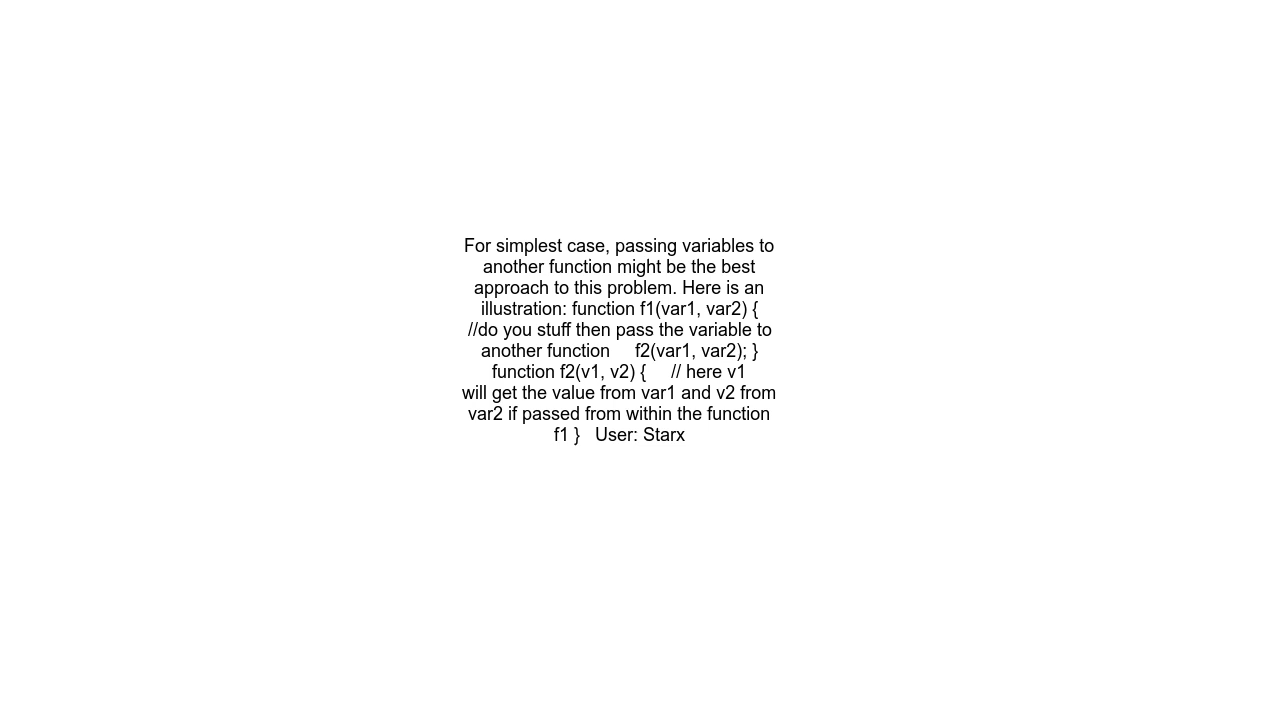 For simplest case, passing variables to
another function might be the best
approach to this problem. Here is an
illustration: function f1(var1, var2) {
//do you stuff then pass the variable to
another function     f2(var1, var2); }
function f2(v1, v2) {     // here v1
will get the value from var1 and v2 from
var2 if passed from within the function
f1 }   User: Starx